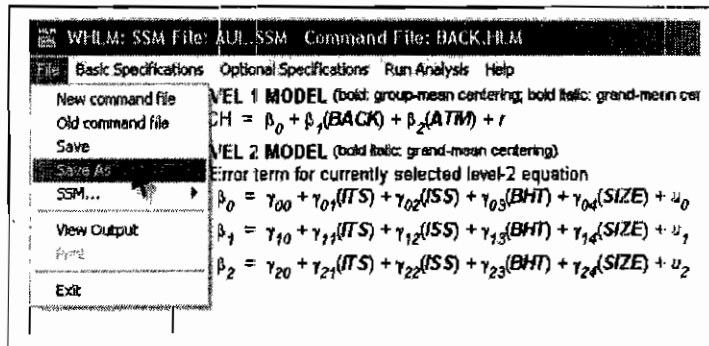 WHLM: SSM File: AUL.SSM Command File: BACK.HLM
File Basic Specifications Optional Specifications Run Analysis Help
New command file
Old command file
Save
Save As
SSM...
View Output
Print
Exit
VEL 1 MODEL (bold: group-mean centering; bold italic: grand-mean cer
CH = β0 + β1(BACK) + β2(ATM) + r
VEL 2 MODEL (bold italic: grand-mean centering)
Error term for currently selected level-2 equation
β0 = γ00 + γ01(ITS) + γ02(ISS) + γ03(BHT) + γ04(SIZE) + u0
β1 = γ10 + γ11(ITS) + γ12(ISS) + γ13(BHT) + γ14(SIZE) + u1
β2 = γ20 + γ21(ITS) + γ22(ISS) + γ23(BHT) + γ24(SIZE) + u2